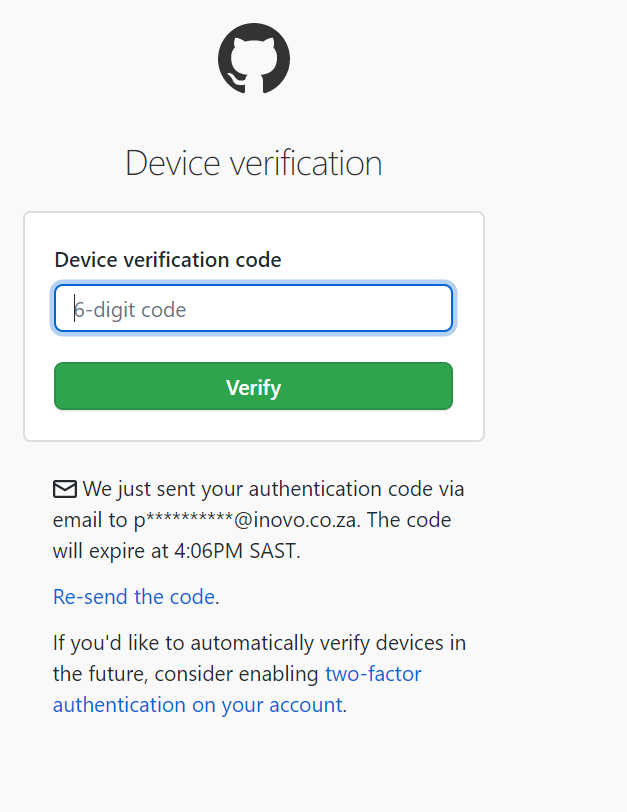 Device verification
Device verification code
6-digit code
Verify
We just sent your authentication code via
email to p**********@inovo.co.za. The code
will expire at 4:06PM SAST.
Re-send the code.
If you'd like to automatically verify devices in
the future, consider enabling two-factor
authentication on your account.